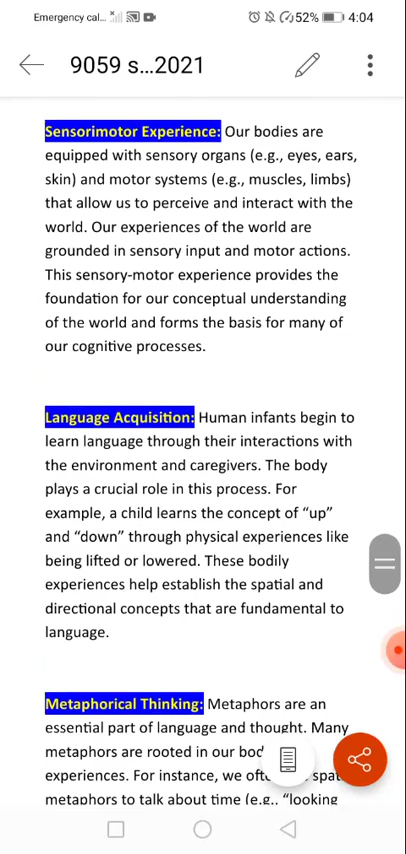 Emergency cal... 52% 4:04
9059 s...2021
Sensorimotor Experience: Our bodies are
equipped with sensory organs (e.g., eyes, ears,
skin) and motor systems (e.g., muscles, limbs)
that allow us to perceive and interact with the
world. Our experiences of the world are
grounded in sensory input and motor actions.
This sensory-motor experience provides the
foundation for our conceptual understanding
of the world and forms the basis for many of
our cognitive processes.
Language Acquisition: Human infants begin to
learn language through their interactions with
the environment and caregivers. The body
plays a crucial role in this process. For
example, a child learns the concept of “up”
and “down” through physical experiences like
being lifted or lowered. These bodily
experiences help establish the spatial and
directional concepts that are fundamental to
language.
Metaphorical Thinking: Metaphors are an
essential part of language and thought. Many
metaphors are rooted in our
experiences. For instance, we
metaphors to talk about time (e.g., “looking